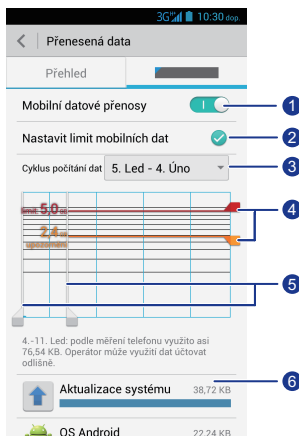 3G 10:30 dop.
Přenesená data
Přehled
Mobilní datové přenosy
1
Nastavit limit mobilních dat
2
Cyklus počítání dat 5. Led - 4. Úno
3
limit 5,0
4
2,4
upozornění
5
4.-11. Led: podle měření telefonu využito asi
76,54 KB. Operátor může využití dat účtovat
odlišně.
6
Aktualizace systému 38,72 KB
OS Android 22,24 KB